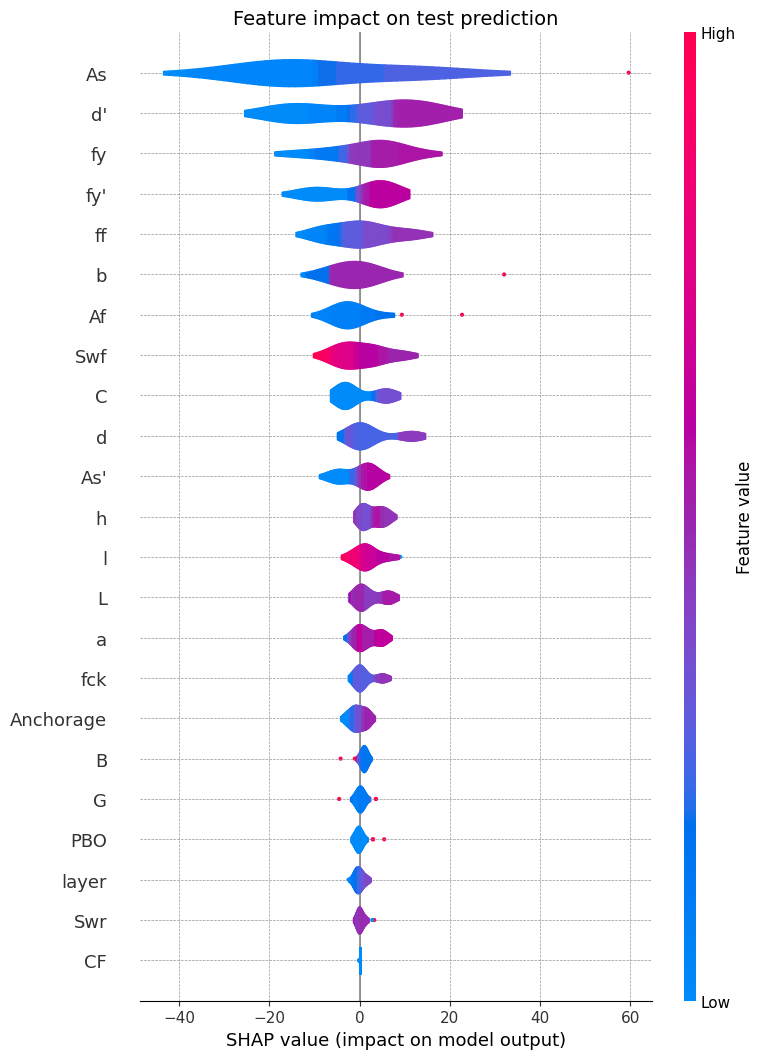 Feature impact on test prediction
High
As
d'
fy
fy'
ff
b
Af
Swf
C
d
As'
h
l
L
a
fck
Anchorage
B
G
PBO
layer
Swr
CF
Feature value
Low
−40 −20 0 20 40 60
SHAP value (impact on model output)